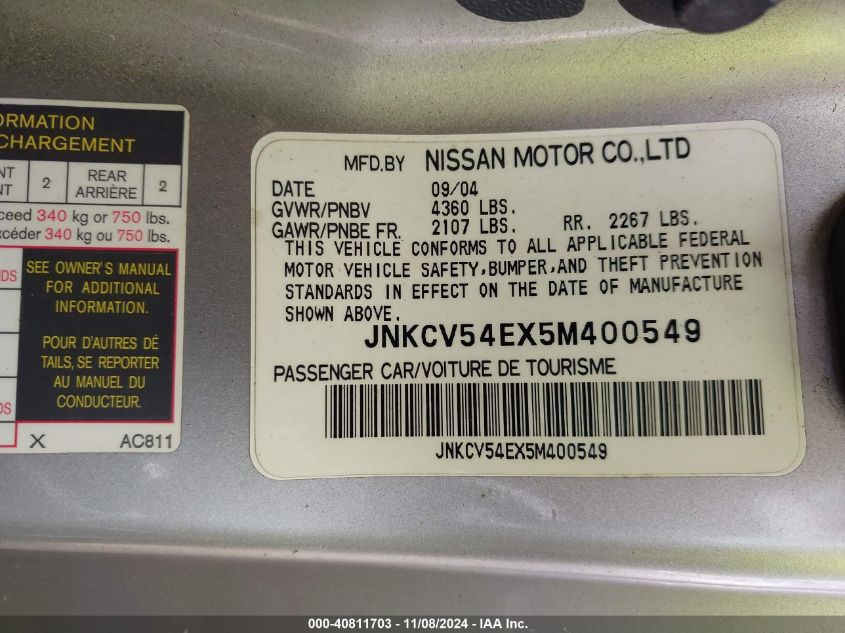 ORMATION
CHARGEMENT
NT 2 REAR 2
NT ARRIÈRE
ceed 340 kg or 750 lbs.
xcéder 340 kg ou 750 lbs.
SEE OWNER'S MANUAL
FOR ADDITIONAL
INFORMATION.
POUR D'AUTRES DÉ
TAILS, SE REPORTER
AU MANUEL DU
CONDUCTEUR.
X AC811
MFD.BY NISSAN MOTOR CO.,LTD
DATE 09/04
GVWR/PNBV 4360 LBS.
GAWR/PNBE FR. 2107 LBS. RR. 2267 LBS.
THIS VEHICLE CONFORMS TO ALL APPLICABLE FEDERAL
MOTOR VEHICLE SAFETY,BUMPER,AND THEFT PREVENTION
STANDARDS IN EFFECT ON THE DATE OF MANUFACTURE
SHOWN ABOVE.
JNKCV54EX5M400549
PASSENGER CAR/VOITURE DE TOURISME
JNKCV54EX5M400549
000-40811703 - 11/08/2024 - IAA Inc.